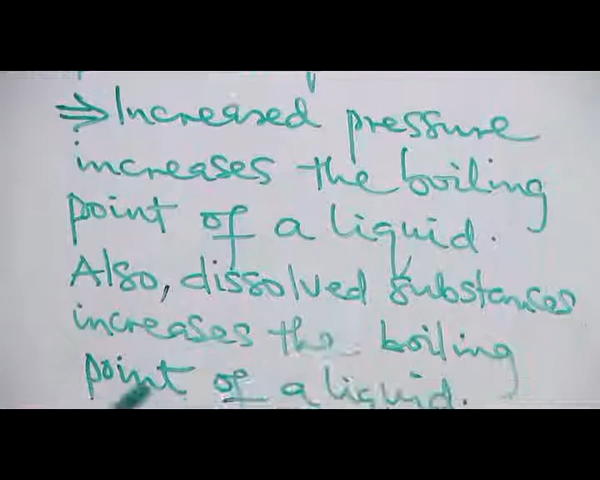 ⇒ Increased pressure
increases the boiling
point of a liquid.
Also, dissolved substances
increases the boiling
point of a liquid.